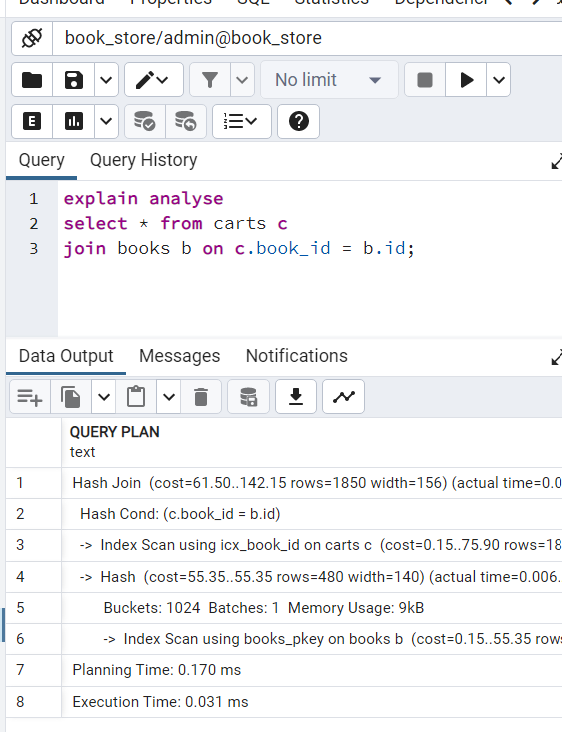 Dashboard Properties SQL Statistics Dependencies
book_store/admin@book_store
No limit
E
Query Query History
1 explain analyse
2 select * from carts c
3 join books b on c.book_id = b.id;
Data Output Messages Notifications
QUERY PLAN
text
1 Hash Join (cost=61.50..142.15 rows=1850 width=156) (actual time=0.0
2 Hash Cond: (c.book_id = b.id)
3 -> Index Scan using icx_book_id on carts c (cost=0.15..75.90 rows=18
4 -> Hash (cost=55.35..55.35 rows=480 width=140) (actual time=0.006.
5 Buckets: 1024 Batches: 1 Memory Usage: 9kB
6 -> Index Scan using books_pkey on books b (cost=0.15..55.35 row
7 Planning Time: 0.170 ms
8 Execution Time: 0.031 ms